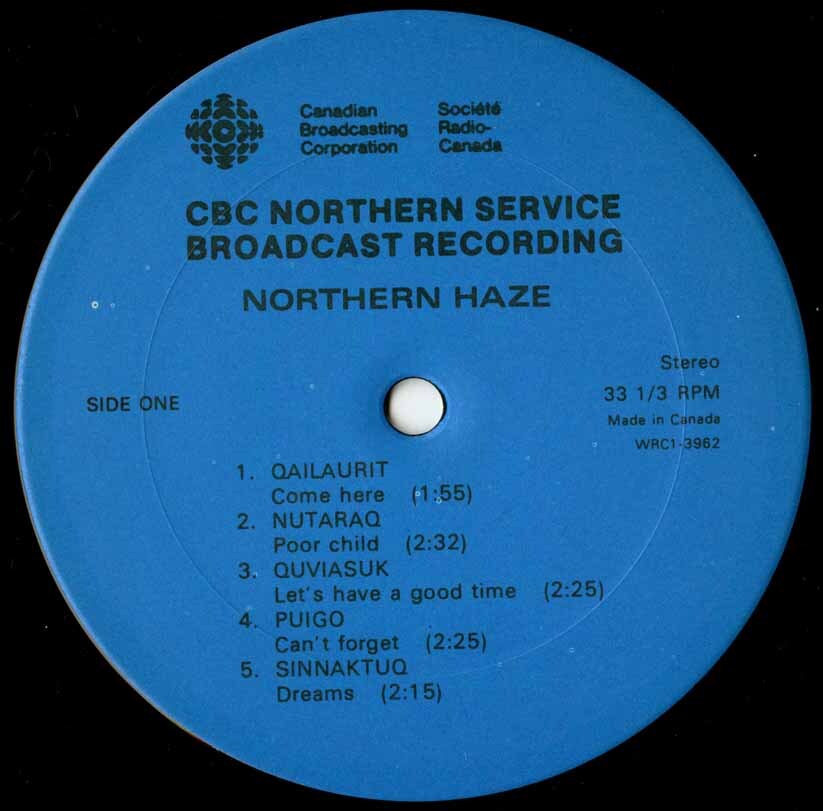 Canadian Broadcasting Corporation
Société Radio-Canada
CBC NORTHERN SERVICE
BROADCAST RECORDING
NORTHERN HAZE
SIDE ONE
Stereo
33 1/3 RPM
Made in Canada
WRC1-3962
1. QAILAURIT
Come here (1:55)
2. NUTARAQ
Poor child (2:32)
3. QUVIASUK
Let's have a good time (2:25)
4. PUIGO
Can't forget (2:25)
5. SINNAKTUQ
Dreams (2:15)